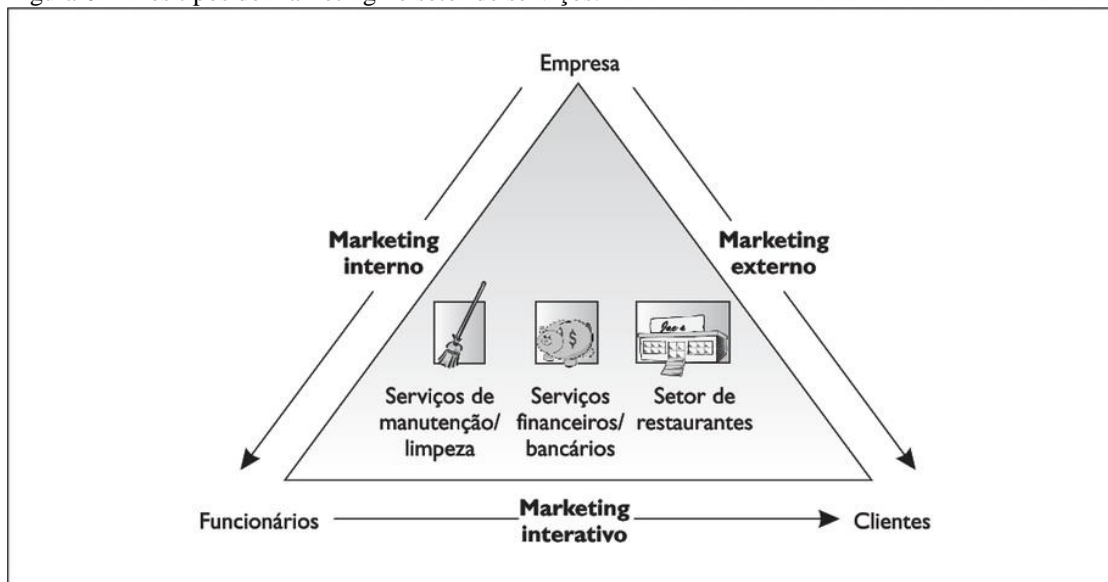 Empresa
Marketing
interno
Marketing
externo
$
Serviços de
manutenção/
limpeza
Serviços
financeiros/
bancários
Setor de
restaurantes
Funcionários
Marketing
interativo
Clientes